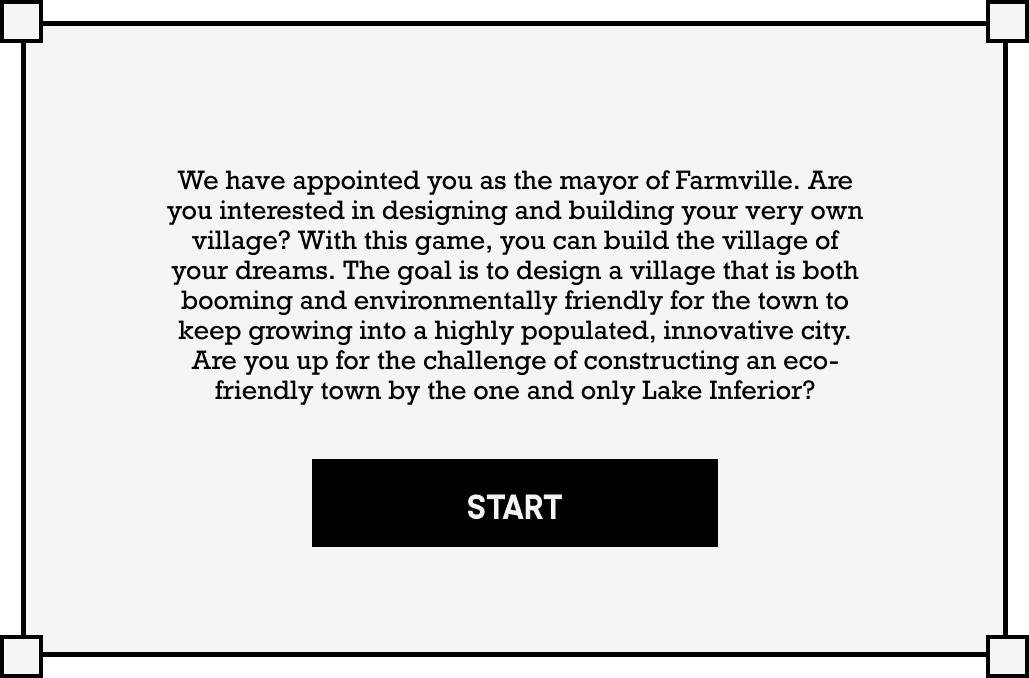 We have appointed you as the mayor of Farmville. Are
you interested in designing and building your very own
village? With this game, you can build the village of
your dreams. The goal is to design a village that is both
booming and environmentally friendly for the town to
keep growing into a highly populated, innovative city.
Are you up for the challenge of constructing an eco-
friendly town by the one and only Lake Inferior?
START